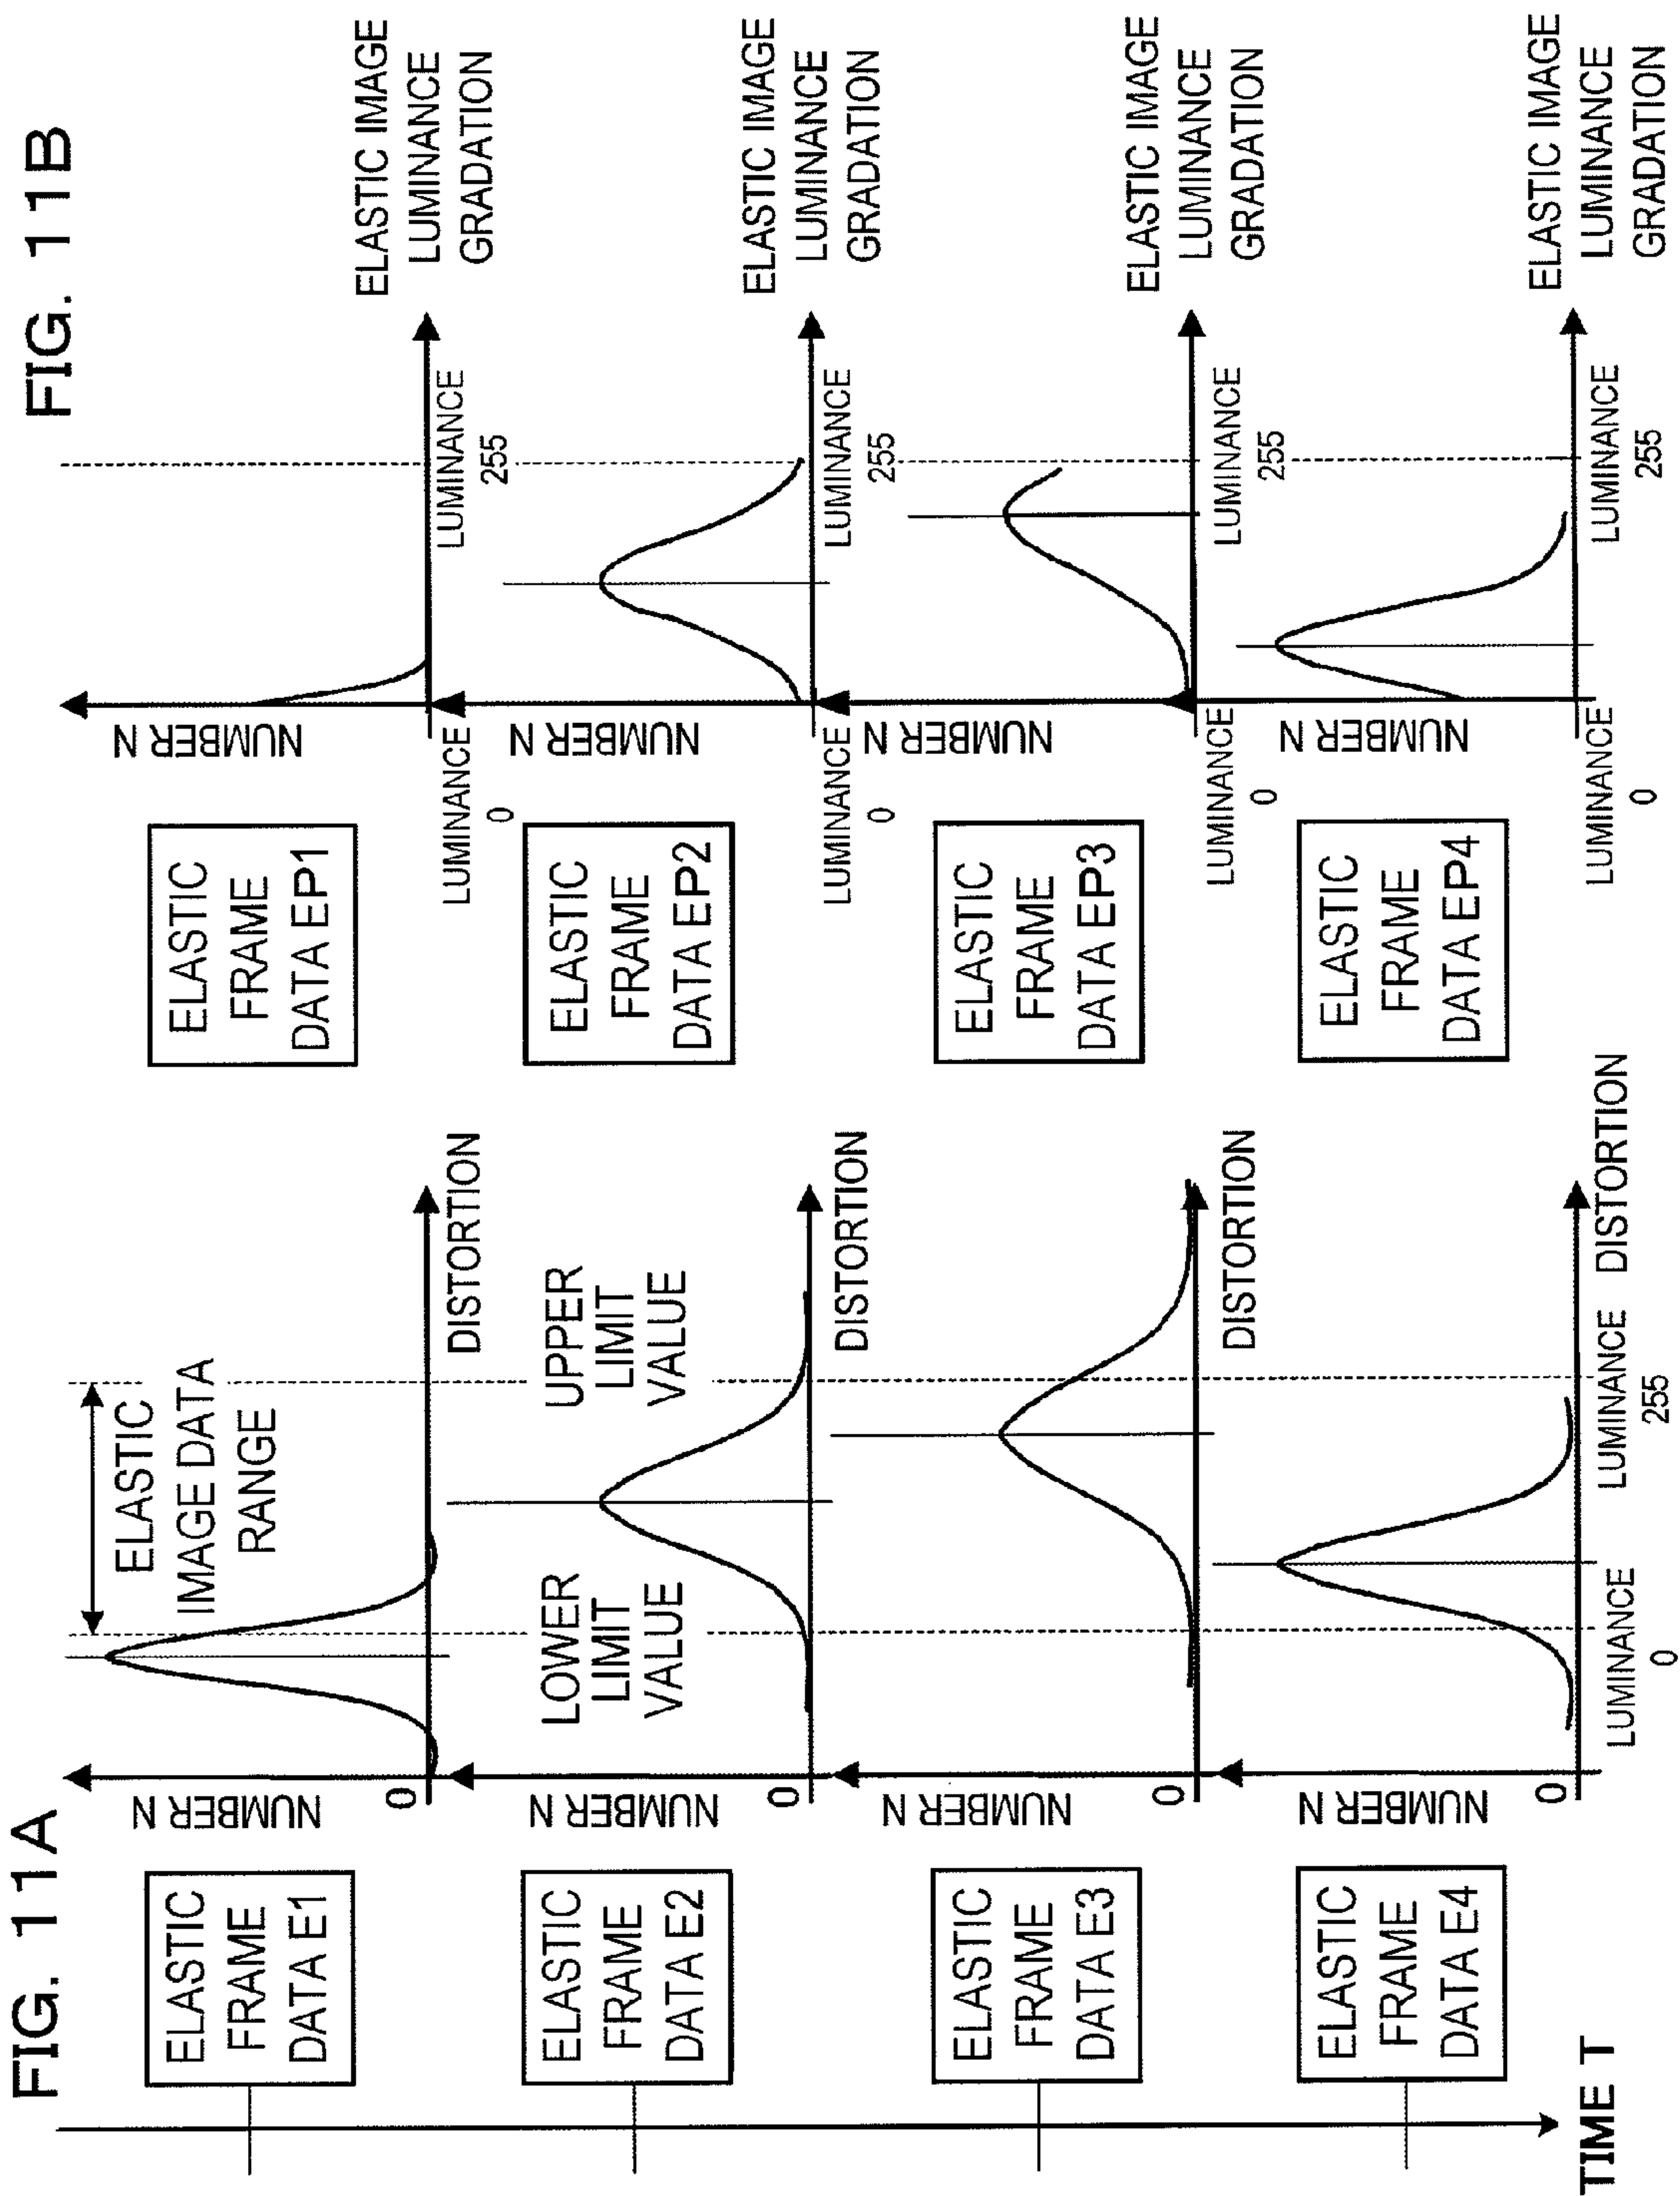 FIG. 11A
ELASTIC
FRAME
DATA E1
NUMBER N
0
ELASTIC
IMAGE DATA
RANGE
DISTORTION
ELASTIC
FRAME
DATA E2
NUMBER N
0
LOWER
LIMIT
VALUE
UPPER
LIMIT
VALUE
DISTORTION
ELASTIC
FRAME
DATA E3
NUMBER N
0
DISTORTION
ELASTIC
FRAME
DATA E4
NUMBER N
0
LUMINANCE
0
LUMINANCE
255
DISTORTION
TIME T
FIG. 11B
ELASTIC
FRAME
DATA EP1
NUMBER N
LUMINANCE
0
LUMINANCE
255
ELASTIC IMAGE
LUMINANCE
GRADATION
ELASTIC
FRAME
DATA EP2
NUMBER N
LUMINANCE
0
LUMINANCE
255
ELASTIC IMAGE
LUMINANCE
GRADATION
ELASTIC
FRAME
DATA EP3
NUMBER N
LUMINANCE
0
LUMINANCE
255
ELASTIC IMAGE
LUMINANCE
GRADATION
ELASTIC
FRAME
DATA EP4
NUMBER N
LUMINANCE
0
LUMINANCE
255
ELASTIC IMAGE
LUMINANCE
GRADATION